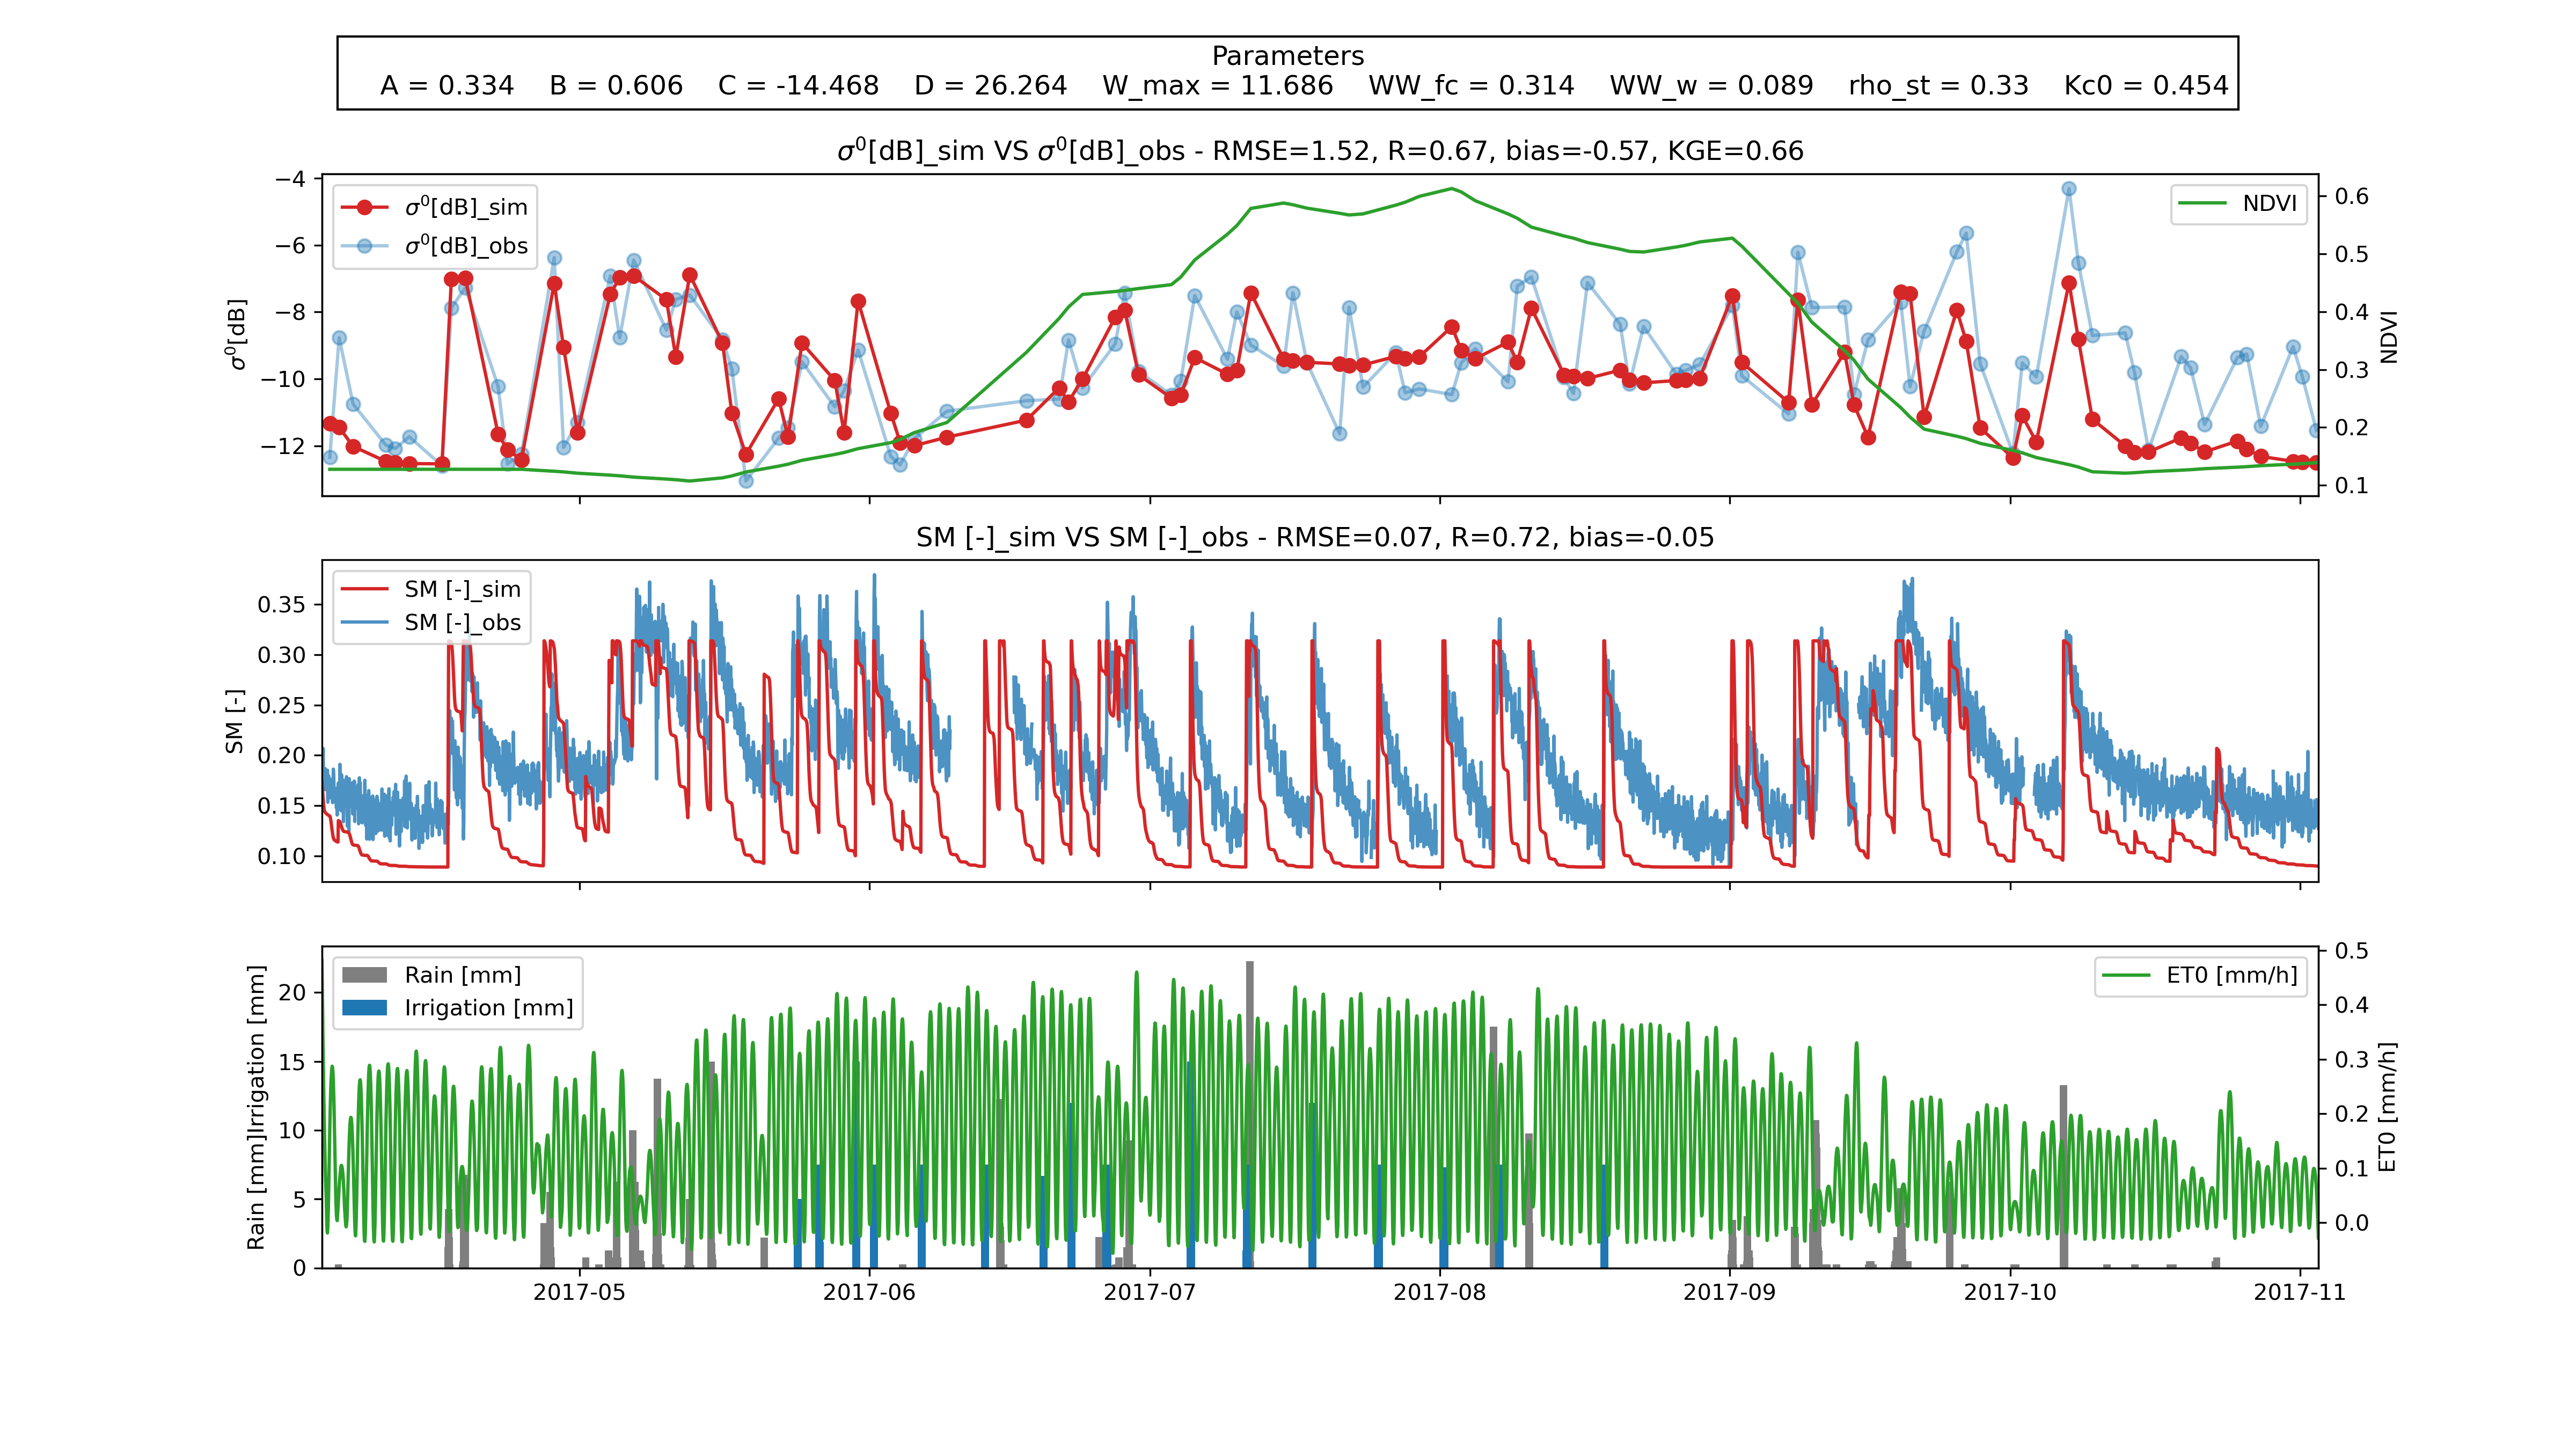 Parameters
A = 0.334 B = 0.606 C = -14.468 D = 26.264 W_max = 11.686 WW_fc = 0.314 WW_w = 0.089 rho_st = 0.33 Kc0 = 0.454
σ⁰[dB]_sim VS σ⁰[dB]_obs - RMSE=1.52, R=0.67, bias=-0.57, KGE=0.66
σ⁰[dB]_sim
σ⁰[dB]_obs
NDVI
−4
−6
−8
−10
−12
σ⁰[dB]
0.6
0.5
0.4
0.3
0.2
0.1
NDVI
SM [-]_sim VS SM [-]_obs - RMSE=0.07, R=0.72, bias=-0.05
SM [-]_sim
SM [-]_obs
0.35
0.30
0.25
0.20
0.15
0.10
SM [-]
Rain [mm]
Irrigation [mm]
ET0 [mm/h]
20
15
10
5
0
Rain [mm]Irrigation [mm]
0.5
0.4
0.3
0.2
0.1
0.0
ET0 [mm/h]
2017-05 2017-06 2017-07 2017-08 2017-09 2017-10 2017-11